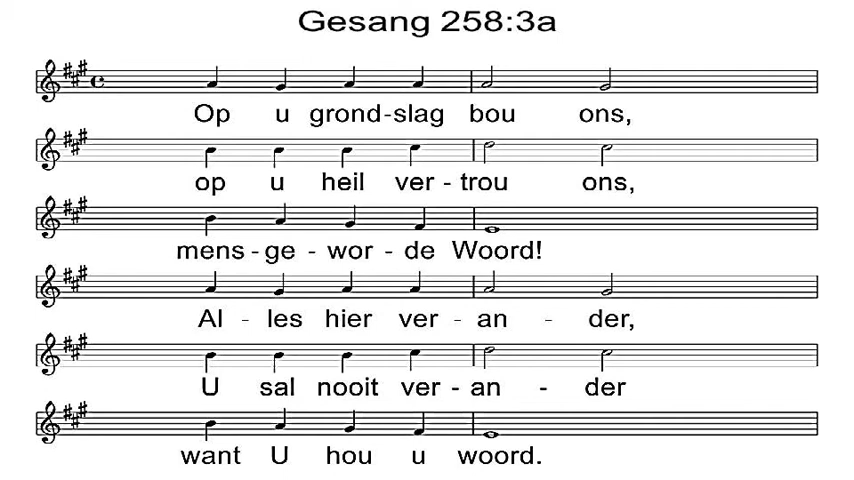 Gesang 258:3a
Op u grond-slag bou ons,
op u heil ver-trou ons,
mens-ge-wor-de Woord!
Al-les hier ver-an-der,
U sal nooit ver-an-der
want U hou u woord.